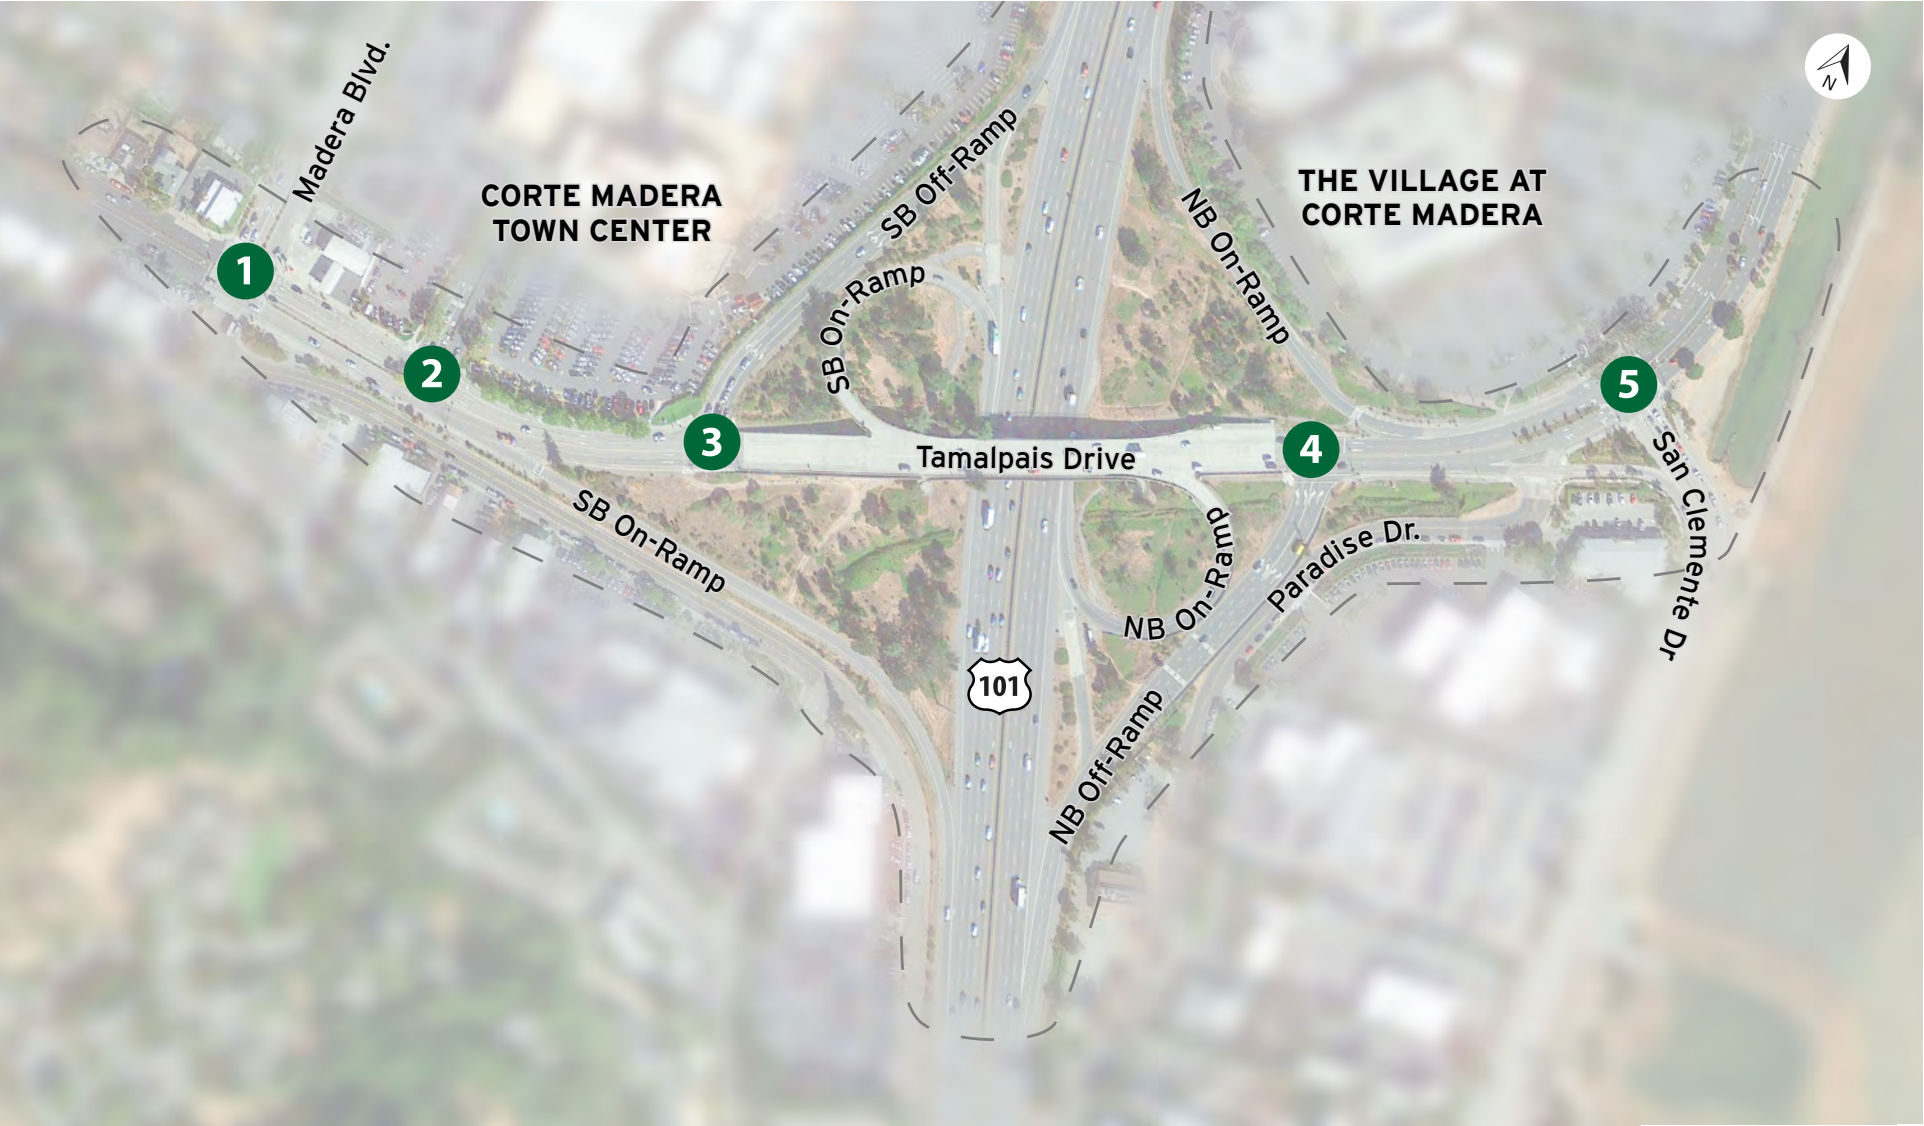 N
Madera Blvd.
CORTE MADERA
TOWN CENTER
SB Off-Ramp
THE VILLAGE AT
CORTE MADERA
NB On-Ramp
SB On-Ramp
1
2
3
Tamalpais Drive
4
5
San Clemente Dr
SB On-Ramp
NB On-Ramp
Paradise Dr.
101
NB Off-Ramp